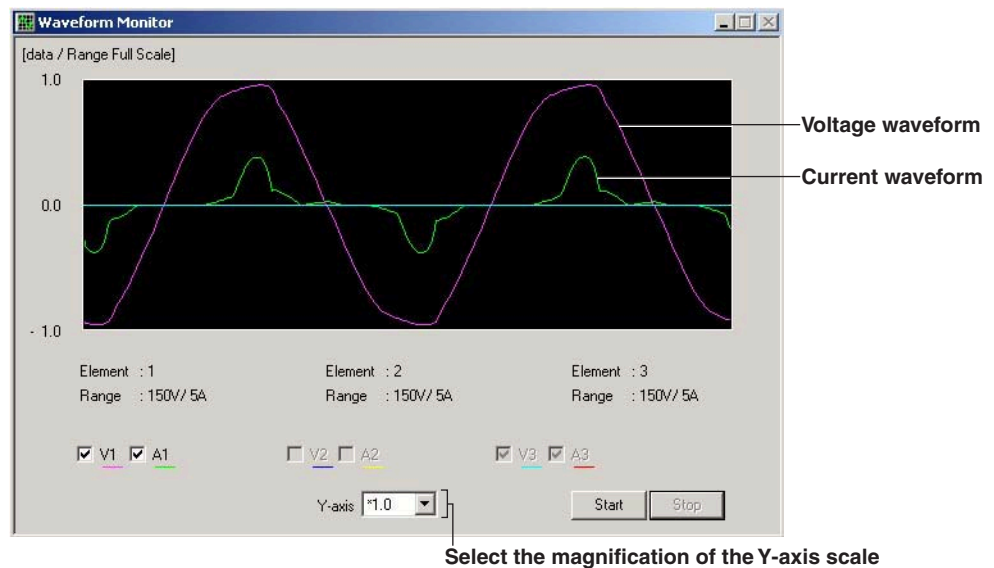 Waveform Monitor
[data / Range Full Scale]
1.0
Voltage waveform
Current waveform
0.0
- 1.0
Element : 1
Element : 2
Element : 3
Range : 150V/ 5A
Range : 150V/ 5A
Range : 150V/ 5A
V1 A1
V2 A2
V3 A3
Y-axis *1.0
Start
Stop
Select the magnification of the Y-axis scale